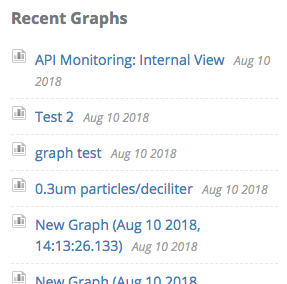 Recent Graphs
API Monitoring: Internal View Aug 10
2018
Test 2 Aug 10 2018
graph test Aug 10 2018
0.3um particles/deciliter Aug 10 2018
New Graph (Aug 10 2018,
14:13:26.133) Aug 10 2018
New Graph (Aug 10 2018,